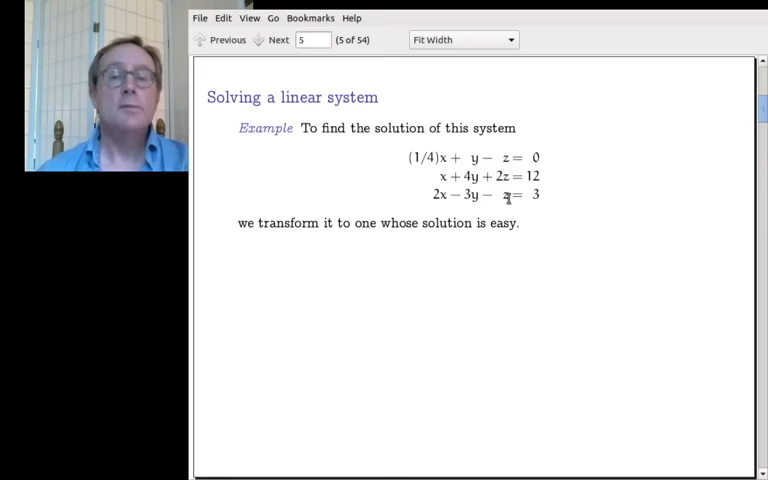 File Edit View Go Bookmarks Help
Previous Next 5 (5 of 54) Fit Width
Solving a linear system
Example To find the solution of this system
(1/4)x + y − z = 0
x + 4y + 2z = 12
2x − 3y − z = 3
we transform it to one whose solution is easy.